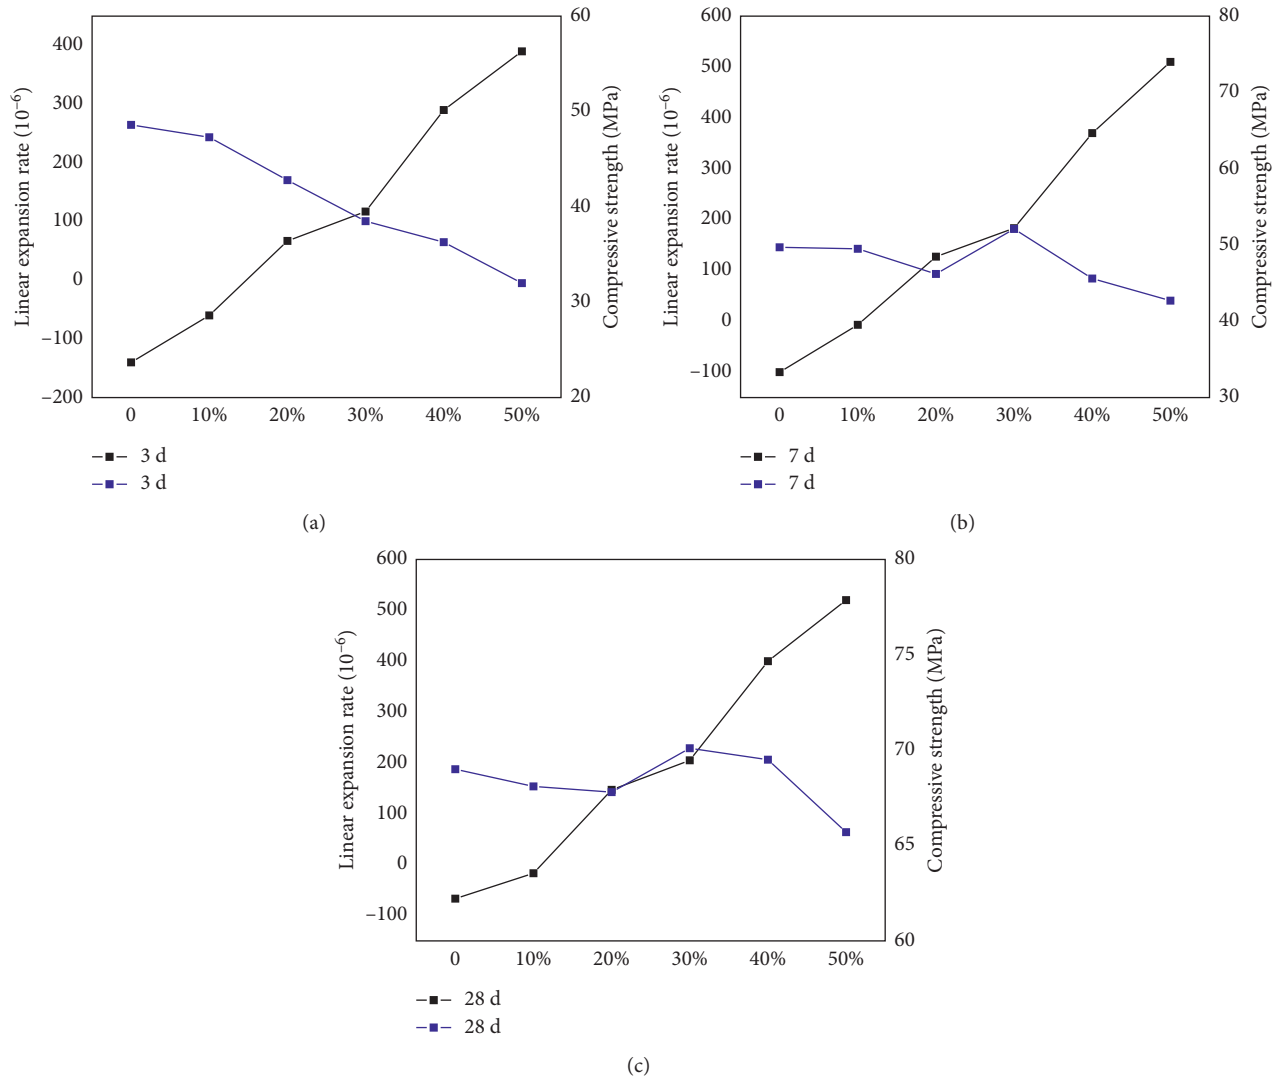 Linear expansion rate (10⁻⁶)
400
300
200
100
0
−100
−200
60
50
40
30
20
Compressive strength (MPa)
0 10% 20% 30% 40% 50%
3 d
3 d
(a)
Linear expansion rate (10⁻⁶)
600
500
400
300
200
100
0
−100
80
70
60
50
40
30
Compressive strength (MPa)
0 10% 20% 30% 40% 50%
7 d
7 d
(b)
Linear expansion rate (10⁻⁶)
600
500
400
300
200
100
0
−100
80
75
70
65
60
Compressive strength (MPa)
0 10% 20% 30% 40% 50%
28 d
28 d
(c)